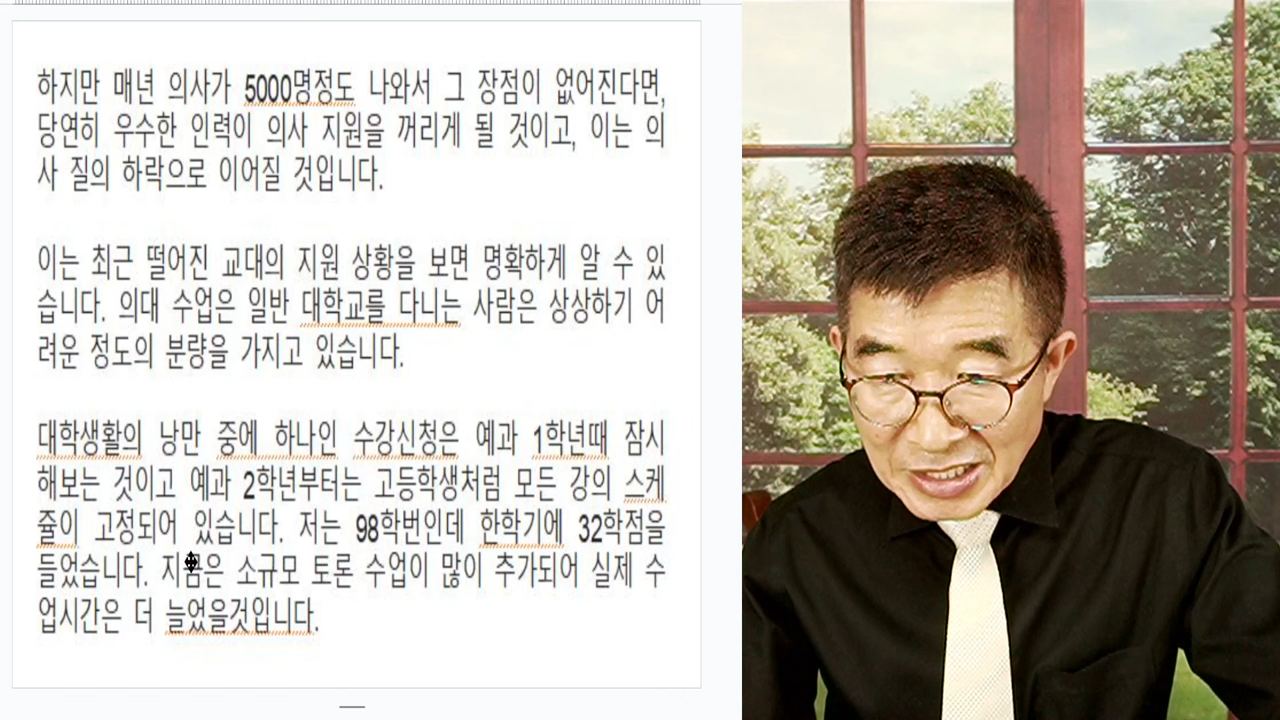 하지만 매년 의사가 5000명정도 나와서 그 장점이 없어진다면,
당연히 우수한 인력이 의사 지원을 꺼리게 될 것이고, 이는 의
사 질의 하락으로 이어질 것입니다.
이는 최근 떨어진 교대의 지원 상황을 보면 명확하게 알 수 있
습니다. 의대 수업은 일반 대학교를 다니는 사람은 상상하기 어
려운 정도의 분량을 가지고 있습니다.
대학생활의 낭만 중에 하나인 수강신청은 예과 1학년때 잠시
해보는 것이고 예과 2학년부터는 고등학생처럼 모든 강의 스케
쥴이 고정되어 있습니다. 저는 98학번인데 한학기에 32학점을
들었습니다. 지금은 소규모 토론 수업이 많이 추가되어 실제 수
업시간은 더 늘었을것입니다.